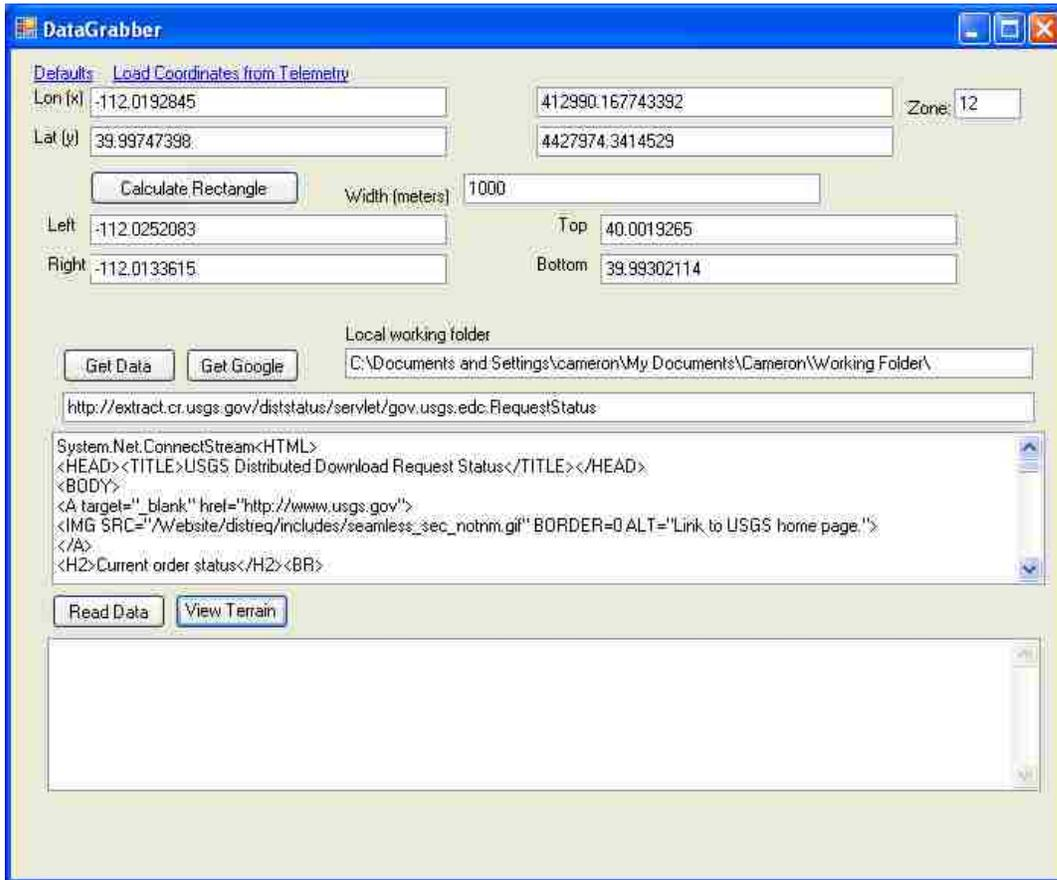 DataGrabber
Defaults Load Coordinates from Telemetry
Lon (x) -112.0192845 412990.167743392 Zone: 12
Lat (y) 39.99747398 4427974.3414529
Calculate Rectangle Width (meters) 1000
Left -112.0252083 Top 40.0019265
Right -112.0133615 Bottom 39.99302114
Local working folder
Get Data Get Google C:\Documents and Settings\cameron\My Documents\Cameron\Working Folder\
http://extract.cr.usgs.gov/diststatus/servlet/gov.usgs.edc.RequestStatus
System.Net.ConnectStream<HTML>
<HEAD><TITLE>USGS Distributed Download Request Status</TITLE></HEAD>
<BODY>
<A target="_blank" href="http://www.usgs.gov">
<IMG SRC="/Website/distreq/includes/seamless_sec_notnm.gif" BORDER=0 ALT="Link to USGS home page.">
</A>
<H2>Current order status</H2><BR>
Read Data View Terrain